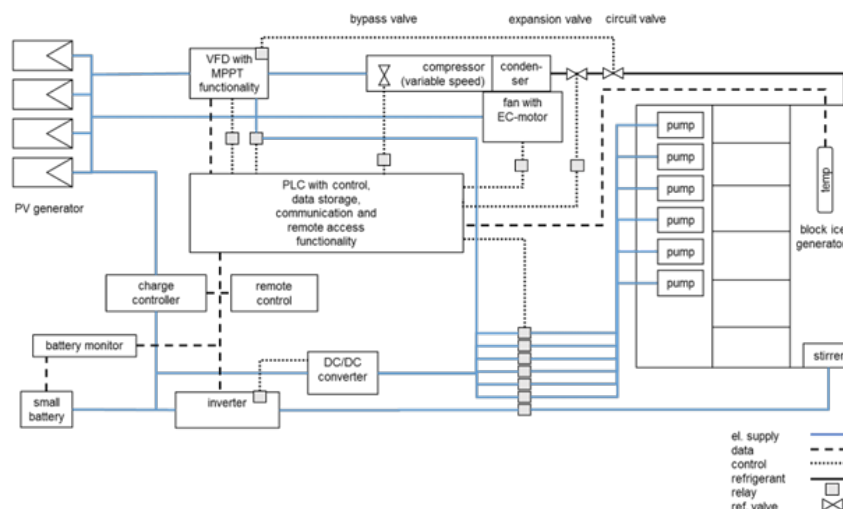 bypass valve
expansion valve
circuit valve
VFD with
MPPT
functionality
compressor
(variable speed)
conden-
ser
fan with
EC-motor
PV generator
PLC with control,
data storage,
communication and
remote access
functionality
pump
pump
pump
pump
pump
pump
temp
block ice
generator
charge
controller
remote
control
battery monitor
DC/DC
converter
small
battery
inverter
stirrer
el. supply
data
control
refrigerant
relay
ref. valve